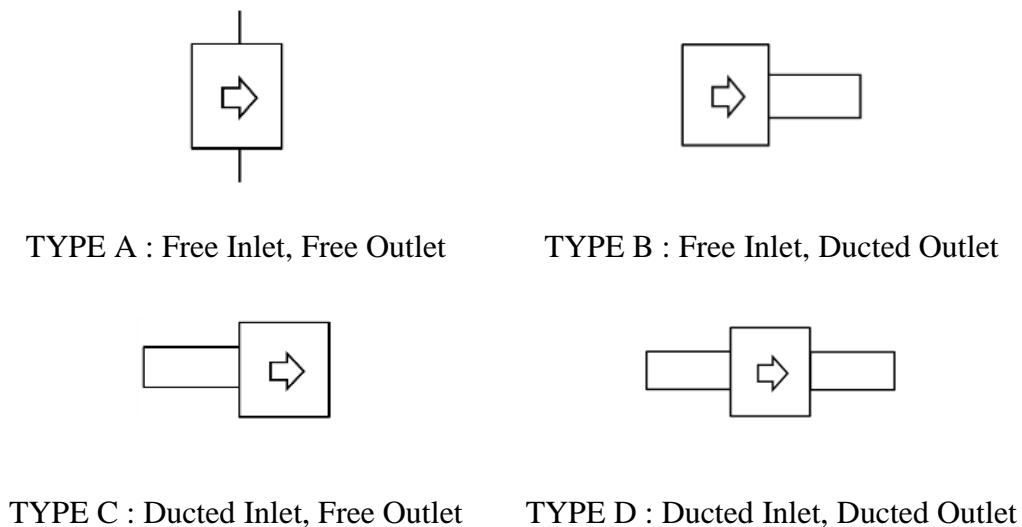 TYPE A : Free Inlet, Free Outlet
TYPE B : Free Inlet, Ducted Outlet
TYPE C : Ducted Inlet, Free Outlet
TYPE D : Ducted Inlet, Ducted Outlet